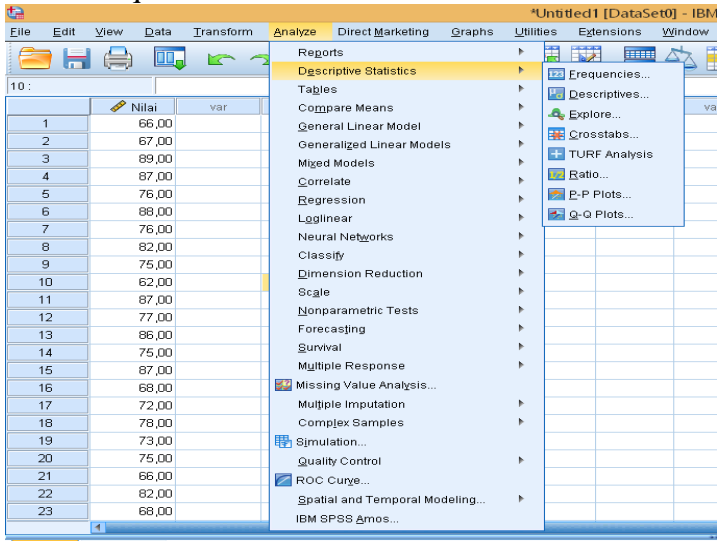 *Untitled1 [DataSet0] - IBM
File Edit View Data Transform Analyze Direct Marketing Graphs Utilities Extensions Window
10 :
Nilai var va
1 66,00
2 67,00
3 89,00
4 87,00
5 76,00
6 88,00
7 76,00
8 82,00
9 75,00
10 62,00
11 87,00
12 77,00
13 86,00
14 75,00
15 87,00
16 68,00
17 72,00
18 78,00
19 73,00
20 75,00
21 66,00
22 82,00
23 68,00
Reports
Descriptive Statistics
Tables
Compare Means
General Linear Model
Generalized Linear Models
Mixed Models
Correlate
Regression
Loglinear
Neural Networks
Classify
Dimension Reduction
Scale
Nonparametric Tests
Forecasting
Survival
Multiple Response
Missing Value Analysis...
Multiple Imputation
Complex Samples
Simulation...
Quality Control
ROC Curve...
Spatial and Temporal Modeling...
IBM SPSS Amos...
123 Frequencies...
Descriptives...
Explore...
Crosstabs...
TURF Analysis
1/2 Ratio...
P-P Plots...
Q-Q Plots...